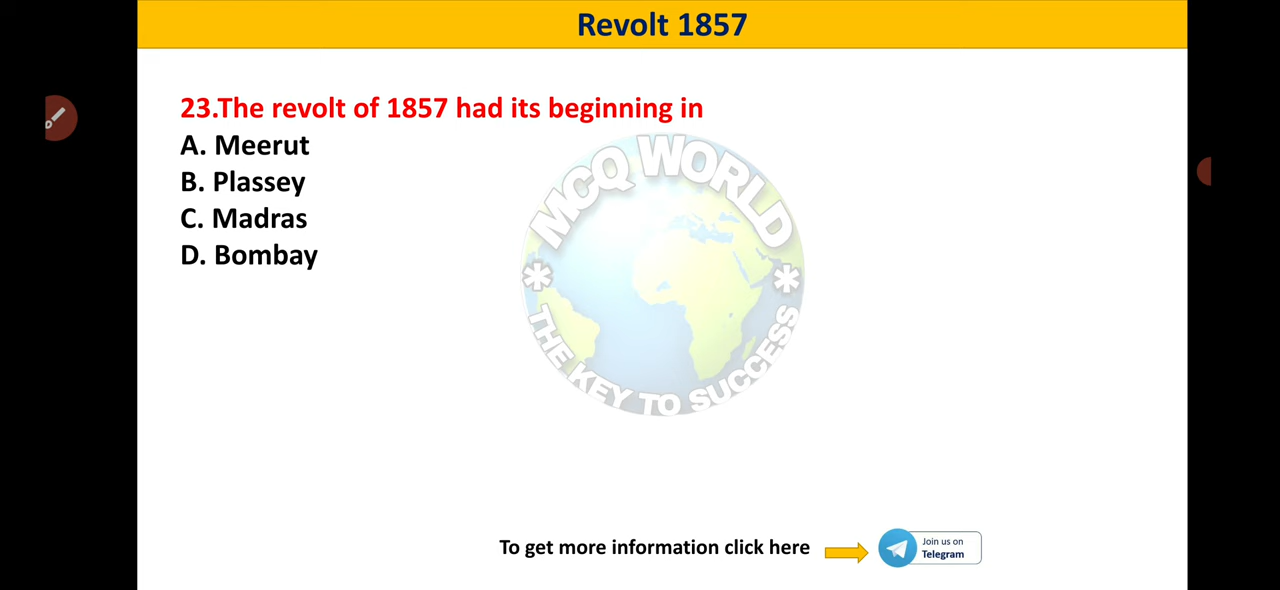 Revolt 1857
23.The revolt of 1857 had its beginning in
A. Meerut
B. Plassey
C. Madras
D. Bombay
MCQ WORLD
* *
THE KEY TO SUCCESS
To get more information click here
Join us on
Telegram